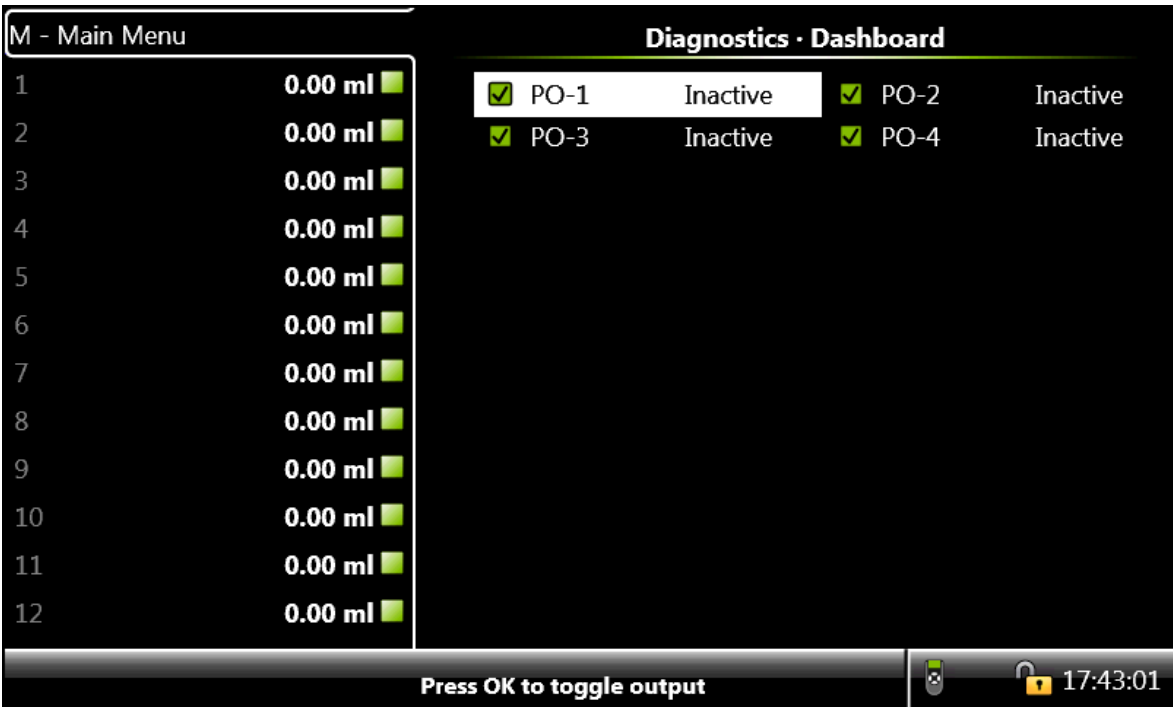 M - Main Menu
1 0.00 ml
2 0.00 ml
3 0.00 ml
4 0.00 ml
5 0.00 ml
6 0.00 ml
7 0.00 ml
8 0.00 ml
9 0.00 ml
10 0.00 ml
11 0.00 ml
12 0.00 ml
Diagnostics · Dashboard
PO-1 Inactive PO-2 Inactive
PO-3 Inactive PO-4 Inactive
Press OK to toggle output
17:43:01